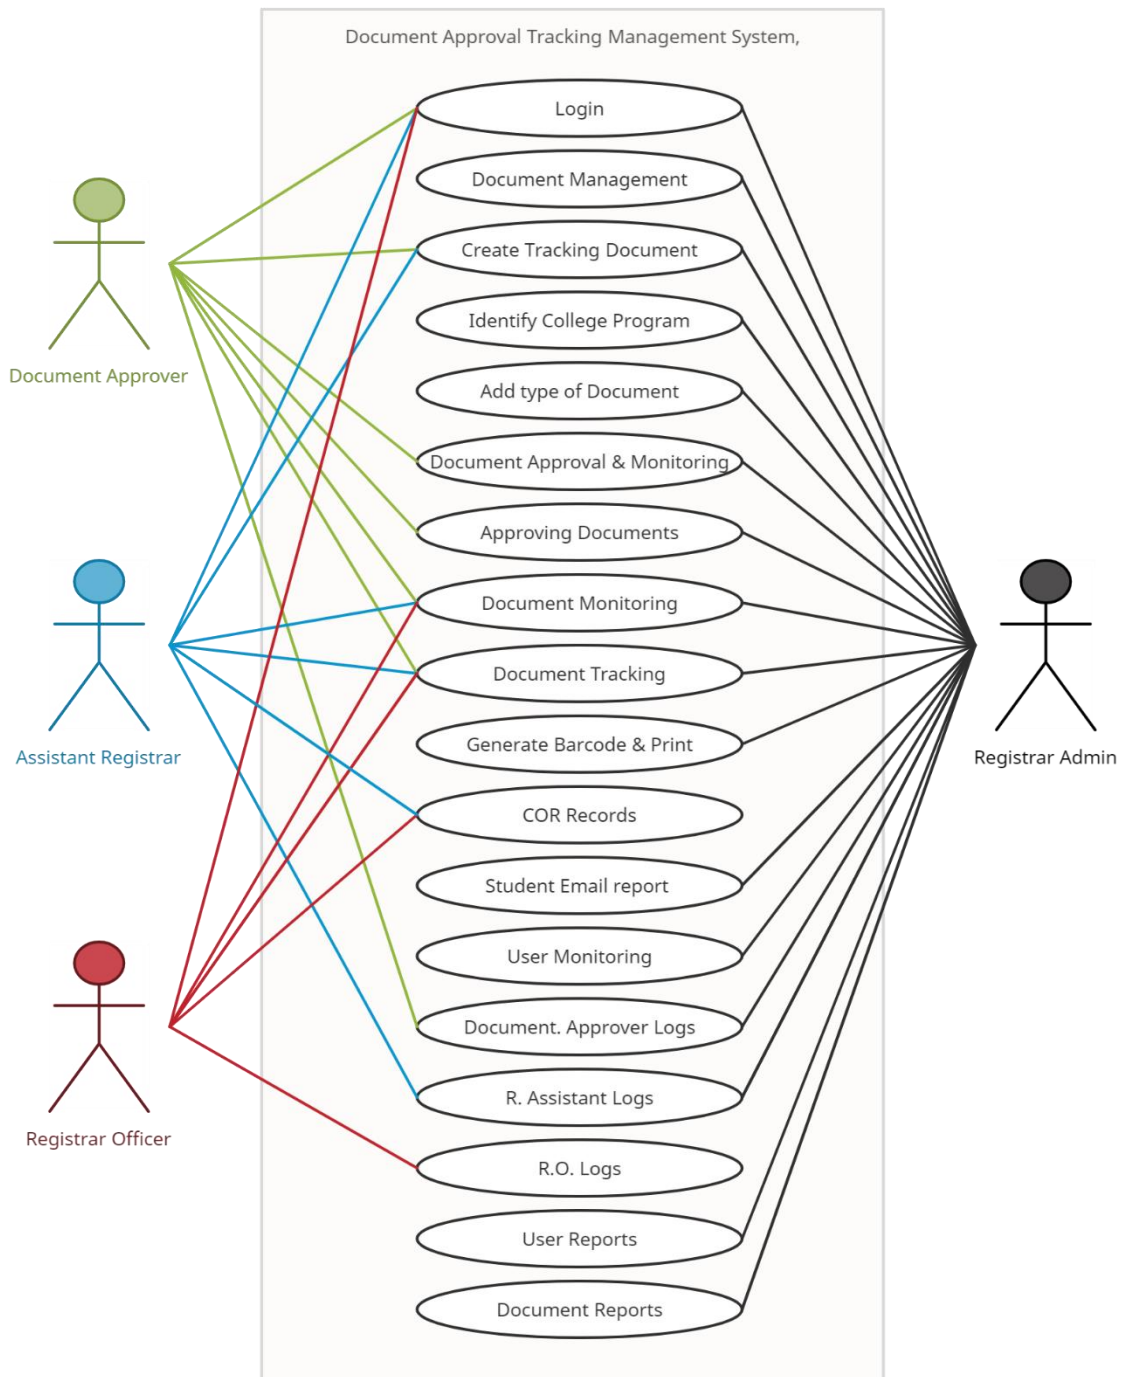 Document Approval Tracking Management System,
Login
Document Management
Create Tracking Document
Identify College Program
Document Approver
Add type of Document
Document Approval & Monitoring
Approving Documents
Document Monitoring
Document Tracking
Generate Barcode & Print
Assistant Registrar
Registrar Admin
COR Records
Student Email report
User Monitoring
Document. Approver Logs
R. Assistant Logs
Registrar Officer
R.O. Logs
User Reports
Document Reports